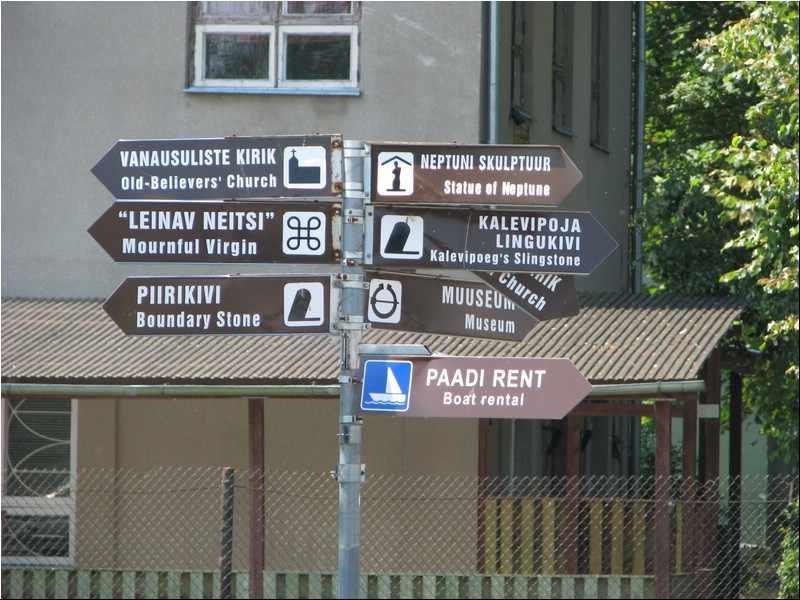 VANAUSULISTE KIRIK
Old-Believers' Church
"LEINAV NEITSI"
Mournful Virgin
PIIRIKIVI
Boundary Stone
NEPTUNI SKULPTUUR
Statue of Neptune
KALEVIPOJA
LINGUKIVI
Kalevipoeg's Slingstone
Church
MUUSEUM
Museum
PAADI RENT
Boat rental